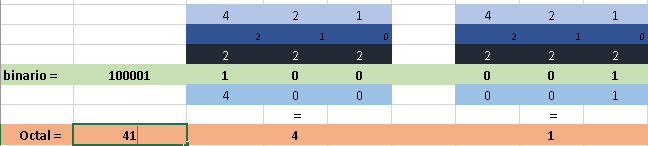 4 2 1 4 2 1
2 1 0 2 1 0
2 2 2 2 2 2
binario = 100001 1 0 0 0 0 1
4 0 0 0 0 1
= =
Octal = 41 4 1